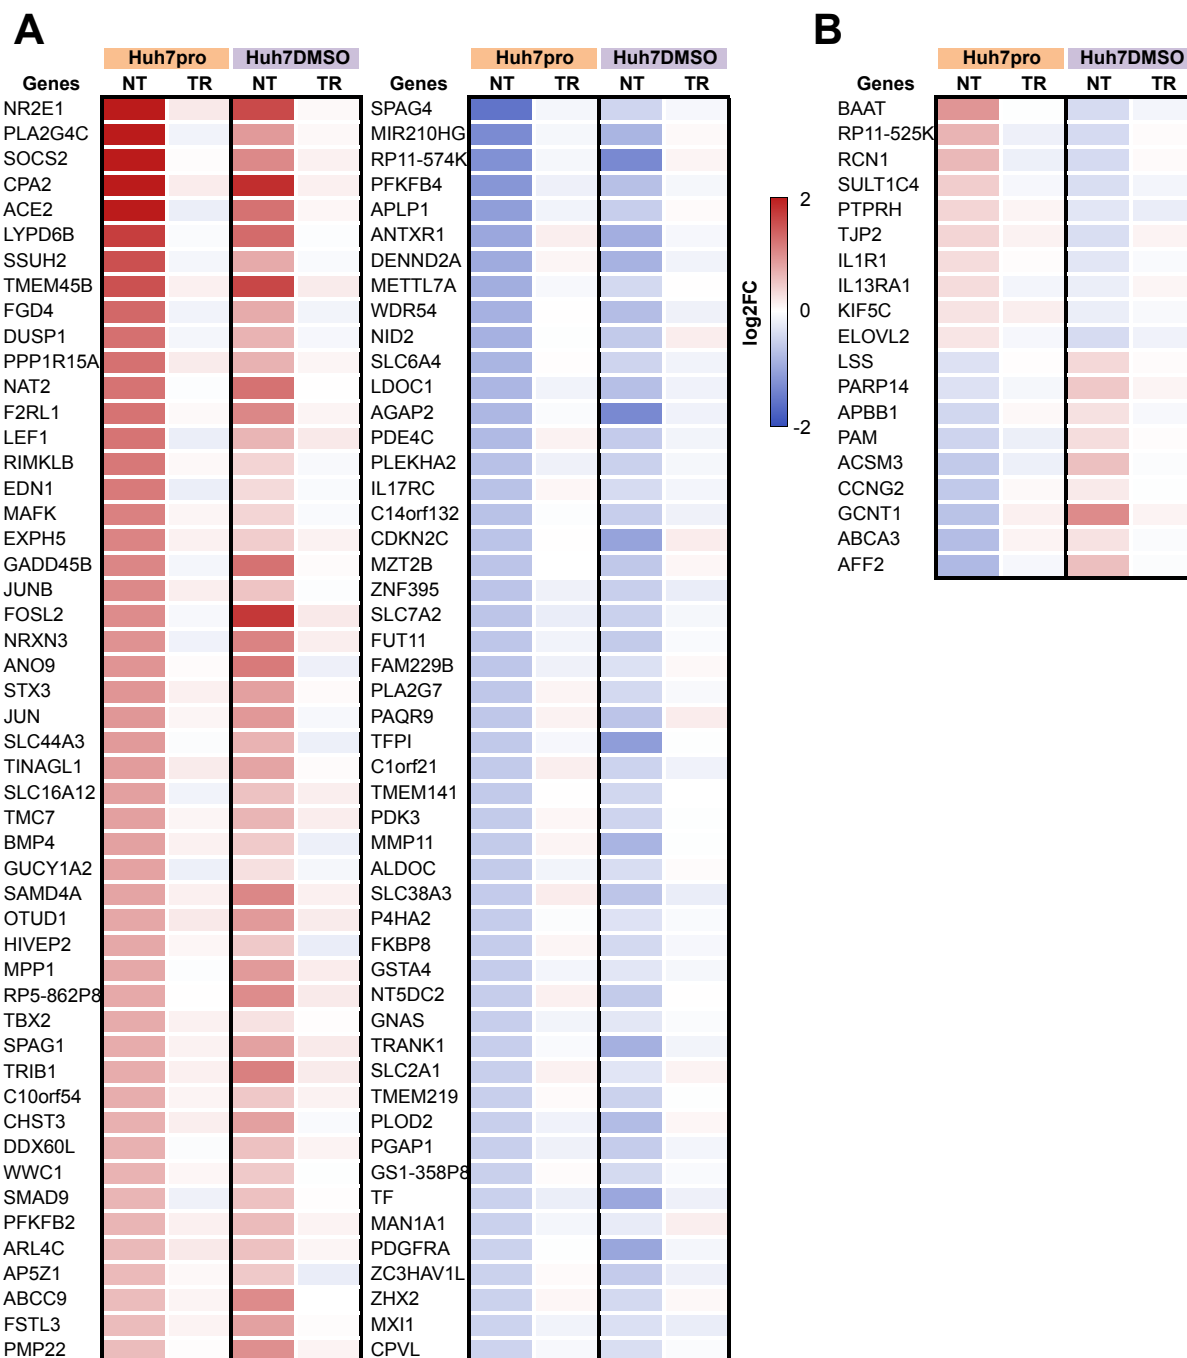 A
B
Huh7pro Huh7DMSO Huh7pro Huh7DMSO Huh7pro Huh7DMSO
Genes NT TR NT TR Genes NT TR NT TR Genes NT TR NT TR
NR2E1 SPAG4 BAAT
PLA2G4C MIR210HG RP11-525K
SOCS2 RP11-574K RCN1
CPA2 PFKFB4 SULT1C4
ACE2 APLP1 PTPRH
LYPD6B ANTXR1 TJP2
SSUH2 DENND2A IL1R1
TMEM45B METTL7A IL13RA1
FGD4 WDR54 KIF5C
DUSP1 NID2 ELOVL2
PPP1R15A SLC6A4 LSS
NAT2 LDOC1 PARP14
F2RL1 AGAP2 APBB1
LEF1 PDE4C PAM
RIMKLB PLEKHA2 ACSM3
EDN1 IL17RC CCNG2
MAFK C14orf132 GCNT1
EXPH5 CDKN2C ABCA3
GADD45B MZT2B AFF2
JUNB ZNF395
FOSL2 SLC7A2
NRXN3 FUT11
ANO9 FAM229B
STX3 PLA2G7
JUN PAQR9
SLC44A3 TFPI
TINAGL1 C1orf21
SLC16A12 TMEM141
TMC7 PDK3
BMP4 MMP11
GUCY1A2 ALDOC
SAMD4A SLC38A3
OTUD1 P4HA2
HIVEP2 FKBP8
MPP1 GSTA4
RP5-862P8 NT5DC2
TBX2 GNAS
SPAG1 TRANK1
TRIB1 SLC2A1
C10orf54 TMEM219
CHST3 PLOD2
DDX60L PGAP1
WWC1 GS1-358P8
SMAD9 TF
PFKFB2 MAN1A1
ARL4C PDGFRA
AP5Z1 ZC3HAV1L
ABCC9 ZHX2
FSTL3 MXI1
PMP22 CPVL
2
0
-2
log2FC